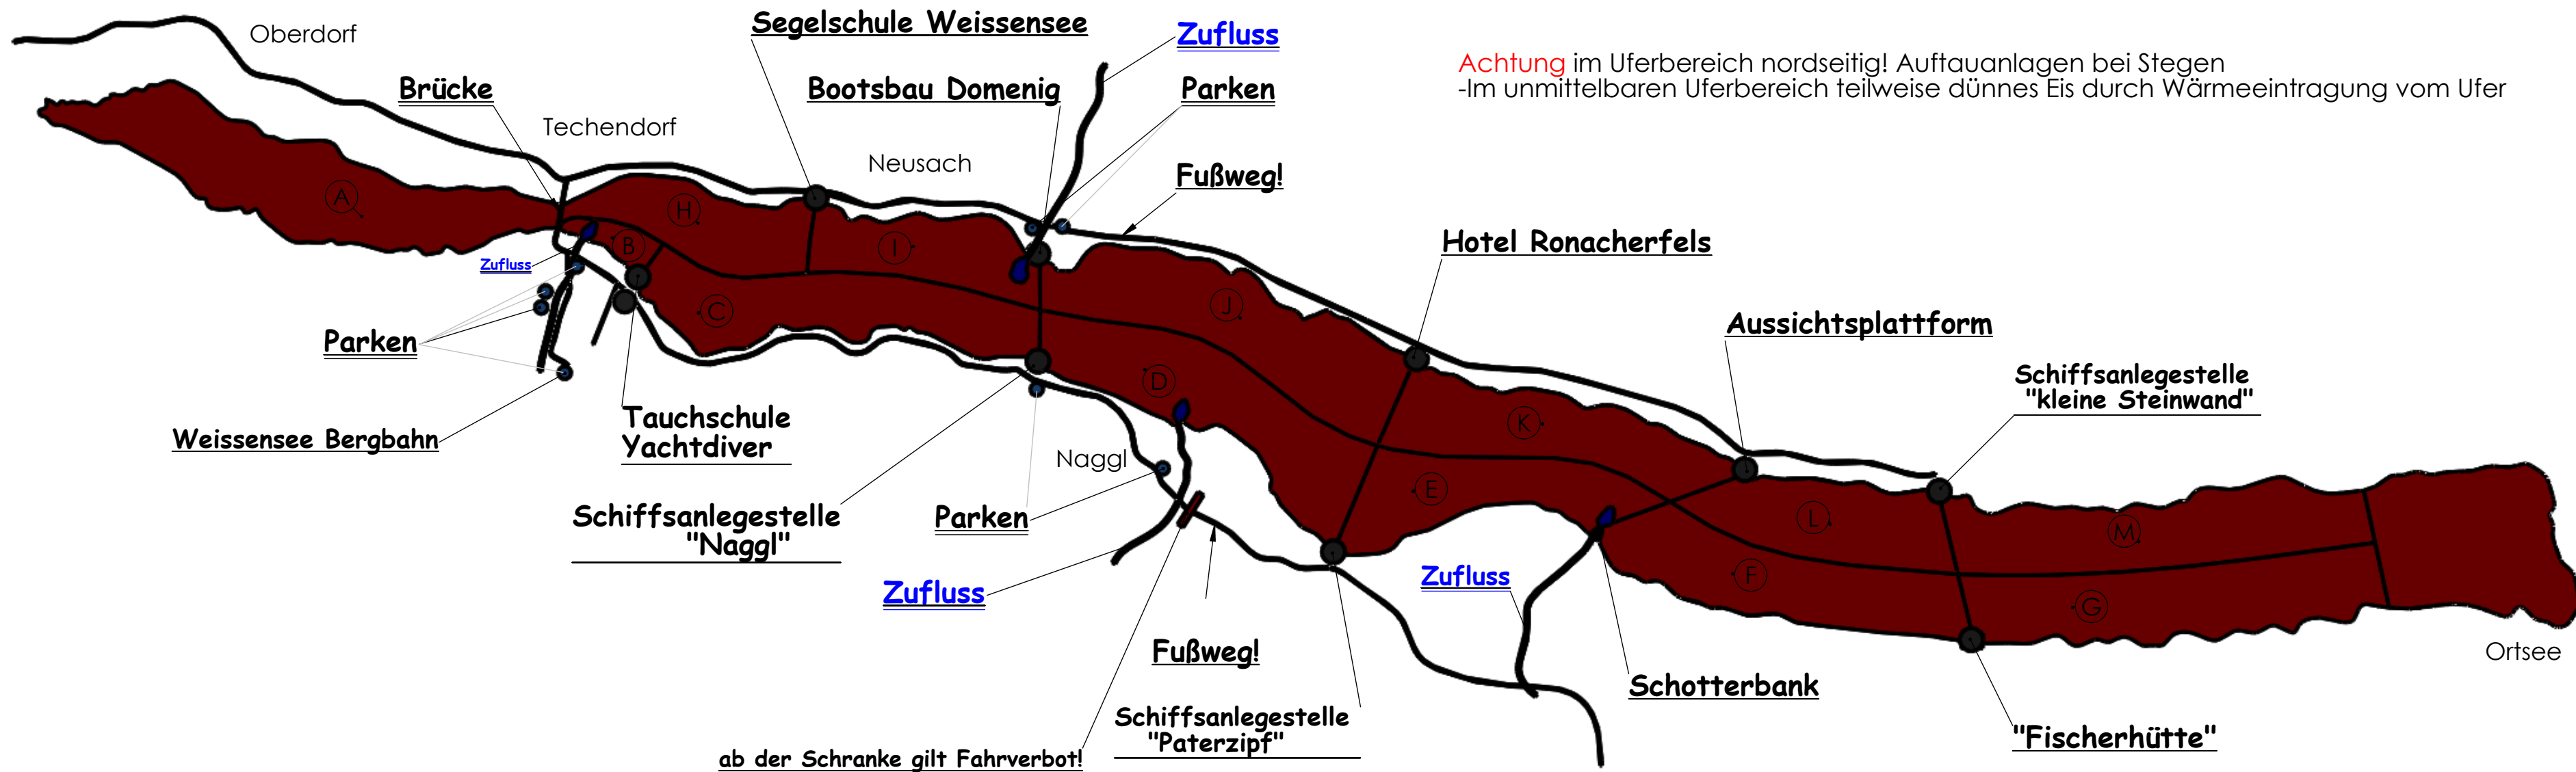 Oberdorf
Segelschule Weissensee
Zufluss
Achtung im Uferbereich nordseitig! Auftauanlagen bei Stegen
-Im unmittelbaren Uferbereich teilweise dünnes Eis durch Wärmeeintragung vom Ufer
Brücke
Bootsbau Domenig
Parken
Techendorf
Neusach
Fußweg!
A
H
B
I
Hotel Ronacherfels
Zufluss
C
J
Aussichtsplattform
Parken
D
Schiffsanlegestelle
"kleine Steinwand"
K
Tauchschule
Yachtdiver
Weissensee Bergbahn
Naggl
E
Schiffsanlegestelle
"Naggl"
Parken
L
M
Zufluss
Zufluss
F
G
Fußweg!
Ortsee
Schotterbank
Schiffsanlegestelle
"Paterzipf"
"Fischerhütte"
ab der Schranke gilt Fahrverbot!